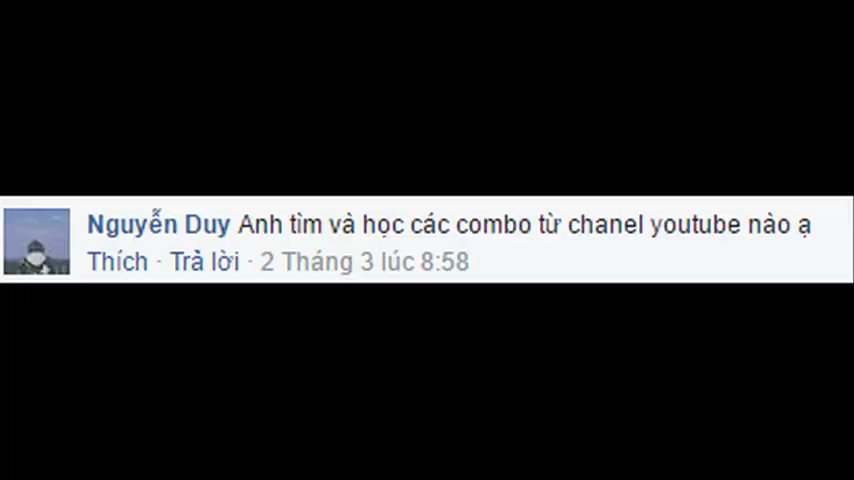 Nguyễn Duy Anh tìm và học các combo từ chanel youtube nào ạ
Thích · Trả lời · 2 Tháng 3 lúc 8:58